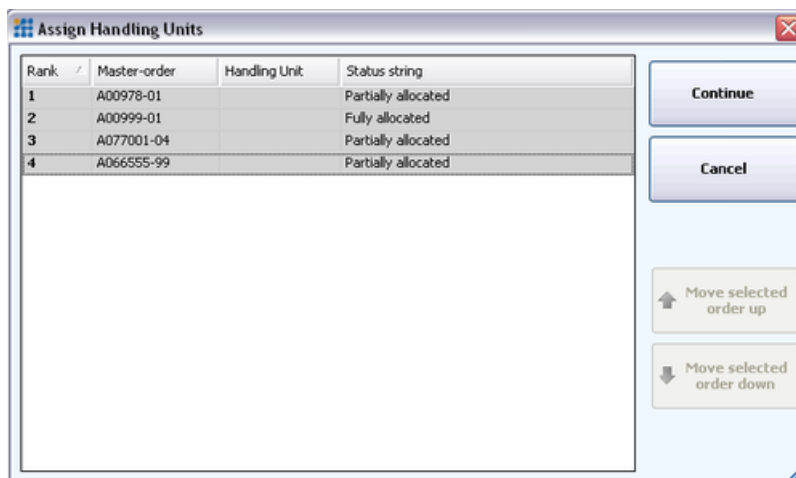 Assign Handling Units
Rank Master-order Handling Unit Status string
1 A00978-01 Partially allocated
2 A00999-01 Fully allocated
3 A077001-04 Partially allocated
4 A066555-99 Partially allocated
Continue
Cancel
Move selected
order up
Move selected
order down